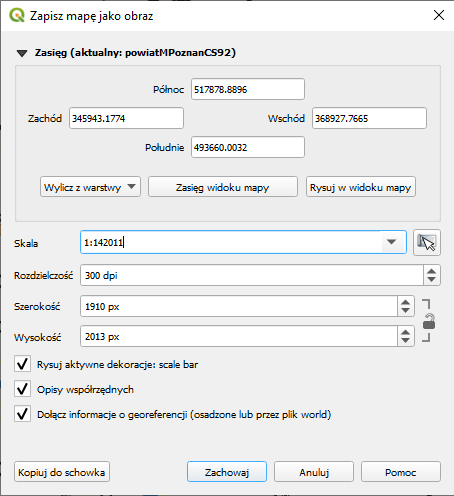 Zapisz mapę jako obraz
Zasięg (aktualny: powiatMPoznanCS92)
Północ 517878.8896
Zachód 345943.1774 Wschód 368927.7665
Południe 493660.0032
Wylicz z warstwy Zasięg widoku mapy Rysuj w widoku mapy
Skala 1:142011
Rozdzielczość 300 dpi
Szerokość 1910 px
Wysokość 2013 px
Rysuj aktywne dekoracje: scale bar
Opisy współrzędnych
Dołącz informacje o georeferencji (osadzone lub przez plik world)
Kopiuj do schowka Zachowaj Anuluj Pomoc